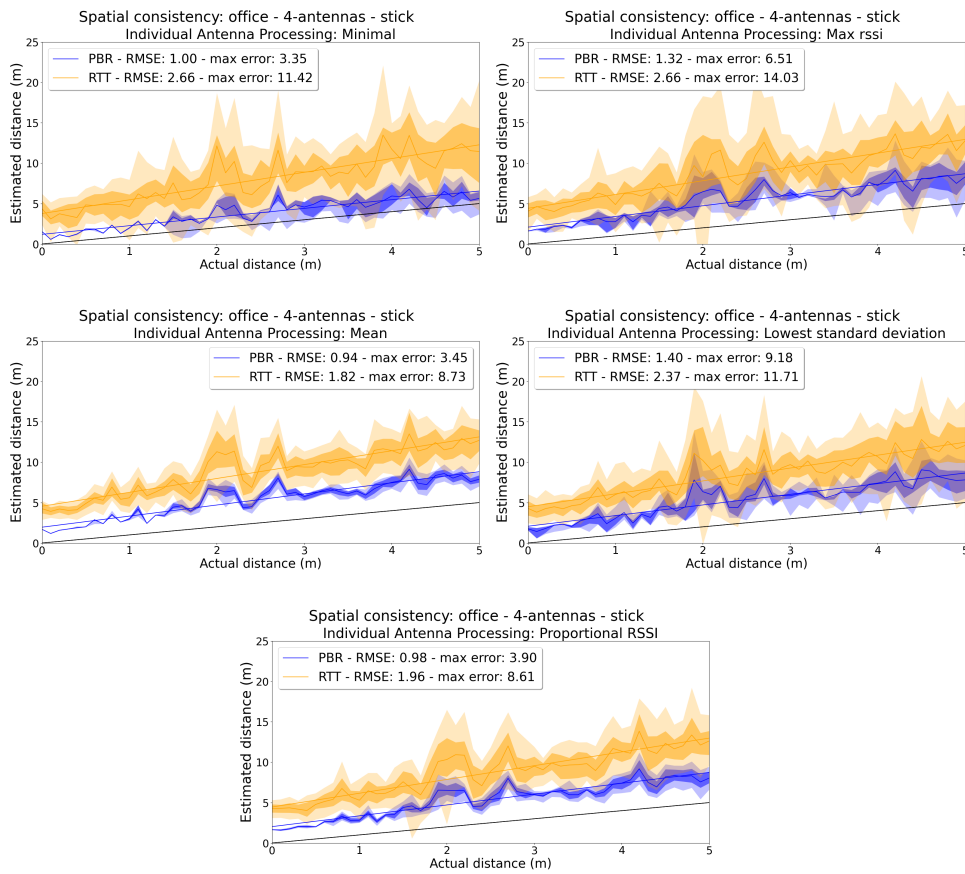 Spatial consistency: office - 4-antennas - stick
Individual Antenna Processing: Minimal
PBR - RMSE: 1.00 - max error: 3.35
RTT - RMSE: 2.66 - max error: 11.42
Estimated distance (m)
25
20
15
10
5
0
0 1 2 3 4 5
Actual distance (m)
Spatial consistency: office - 4-antennas - stick
Individual Antenna Processing: Max rssi
PBR - RMSE: 1.32 - max error: 6.51
RTT - RMSE: 2.66 - max error: 14.03
Estimated distance (m)
25
20
15
10
5
0
0 1 2 3 4 5
Actual distance (m)
Spatial consistency: office - 4-antennas - stick
Individual Antenna Processing: Mean
PBR - RMSE: 0.94 - max error: 3.45
RTT - RMSE: 1.82 - max error: 8.73
Estimated distance (m)
25
20
15
10
5
0
0 1 2 3 4 5
Actual distance (m)
Spatial consistency: office - 4-antennas - stick
Individual Antenna Processing: Lowest standard deviation
PBR - RMSE: 1.40 - max error: 9.18
RTT - RMSE: 2.37 - max error: 11.71
Estimated distance (m)
25
20
15
10
5
0
0 1 2 3 4 5
Actual distance (m)
Spatial consistency: office - 4-antennas - stick
Individual Antenna Processing: Proportional RSSI
PBR - RMSE: 0.98 - max error: 3.90
RTT - RMSE: 1.96 - max error: 8.61
Estimated distance (m)
25
20
15
10
5
0
0 1 2 3 4 5
Actual distance (m)